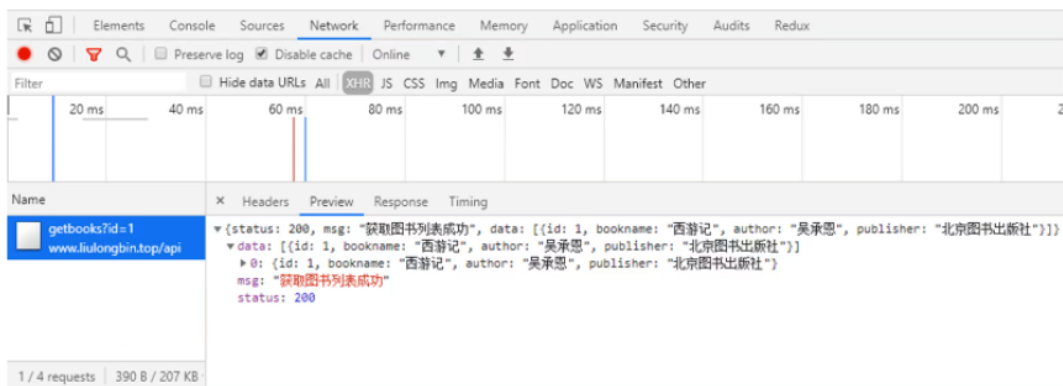 Elements Console Sources Network Performance Memory Application Security Audits Redux
Preserve log Disable cache Online
Filter Hide data URLs All XHR JS CSS Img Media Font Doc WS Manifest Other
20 ms 40 ms 60 ms 80 ms 100 ms 120 ms 140 ms 160 ms 180 ms 200 ms 2
Name × Headers Preview Response Timing
getbooks?id=1
www.liulongbin.top/api
▼{status: 200, msg: "获取图书列表成功", data: [{id: 1, bookname: "西游记", author: "吴承恩", publisher: "北京图书出版社"}]}
▼data: [{id: 1, bookname: "西游记", author: "吴承恩", publisher: "北京图书出版社"}]
▶0: {id: 1, bookname: "西游记", author: "吴承恩", publisher: "北京图书出版社"}
msg: "获取图书列表成功"
status: 200
1 / 4 requests 390 B / 207 KB